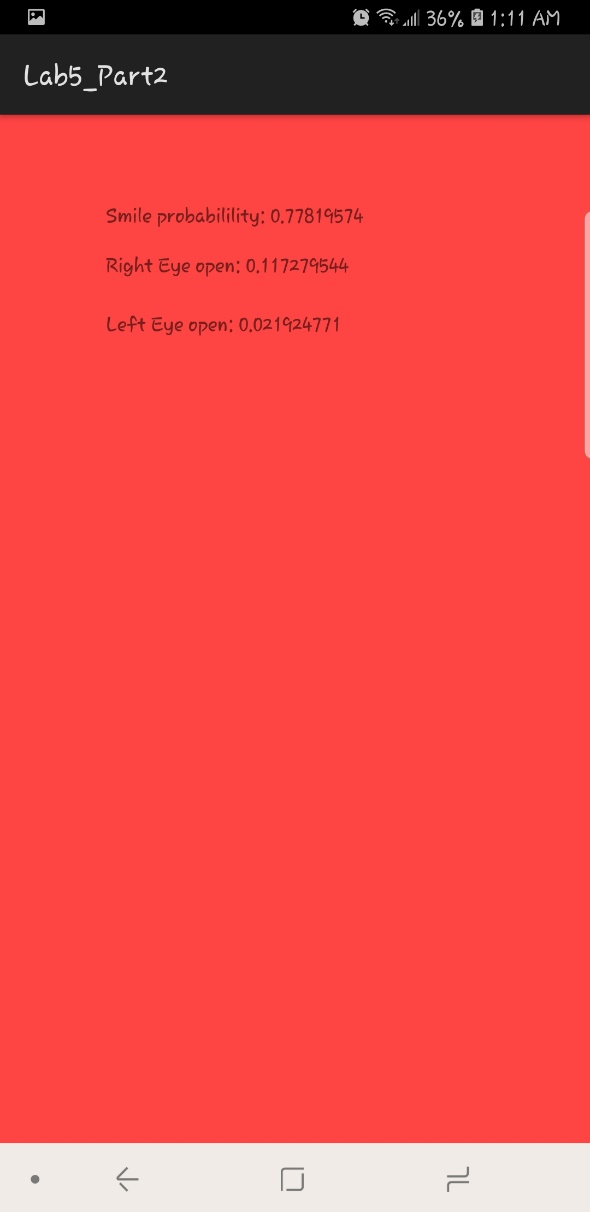 36% 1:11 AM
Lab5_Part2
Smile probabilility: 0.77819574
Right Eye open: 0.117279544
Left Eye open: 0.021924771